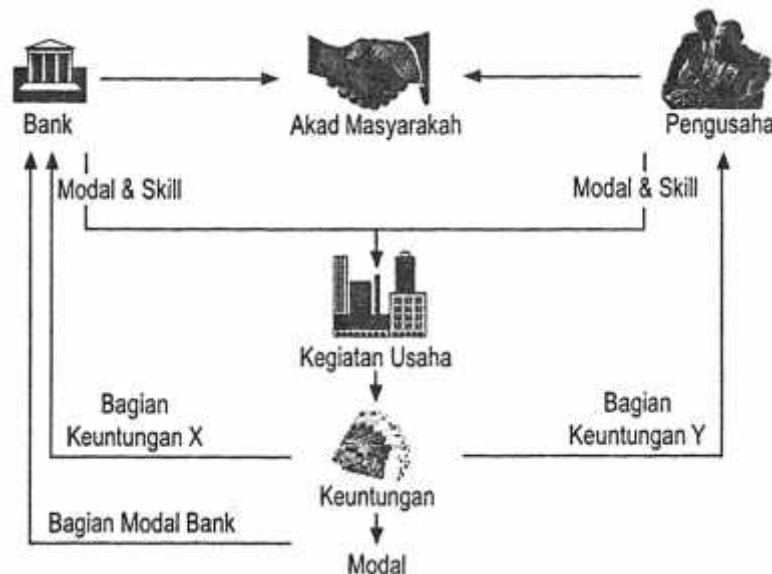 Bank
Akad Masyarakah
Pengusaha
Modal & Skill
Modal & Skill
Kegiatan Usaha
Bagian
Keuntungan X
Bagian
Keuntungan Y
Keuntungan
Bagian Modal Bank
Modal